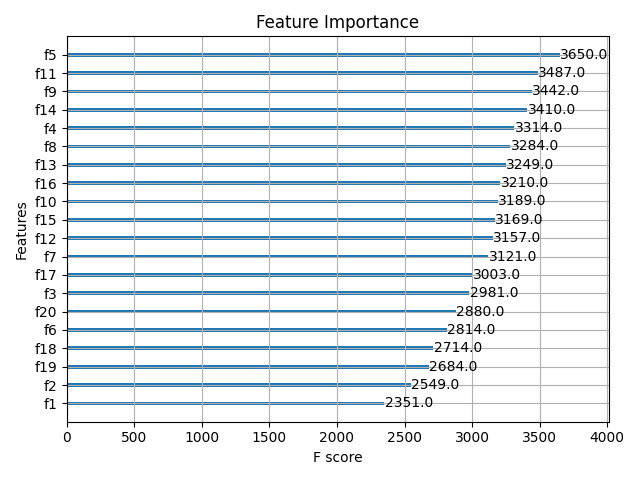 Feature Importance
Features
f5 3650.0
f11 3487.0
f9 3442.0
f14 3410.0
f4 3314.0
f8 3284.0
f13 3249.0
f16 3210.0
f10 3189.0
f15 3169.0
f12 3157.0
f7 3121.0
f17 3003.0
f3 2981.0
f20 2880.0
f6 2814.0
f18 2714.0
f19 2684.0
f2 2549.0
f1 2351.0
0 500 1000 1500 2000 2500 3000 3500 4000
F score